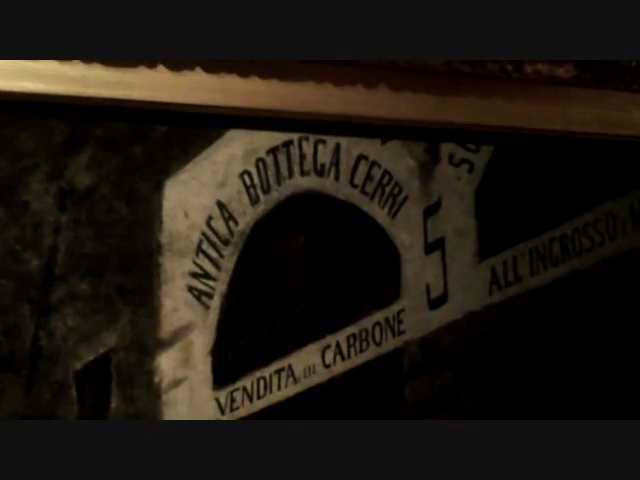 ANTICA BOTTEGA CERRI
5
VENDITA DI CARBONE
ALL'INGROSSO